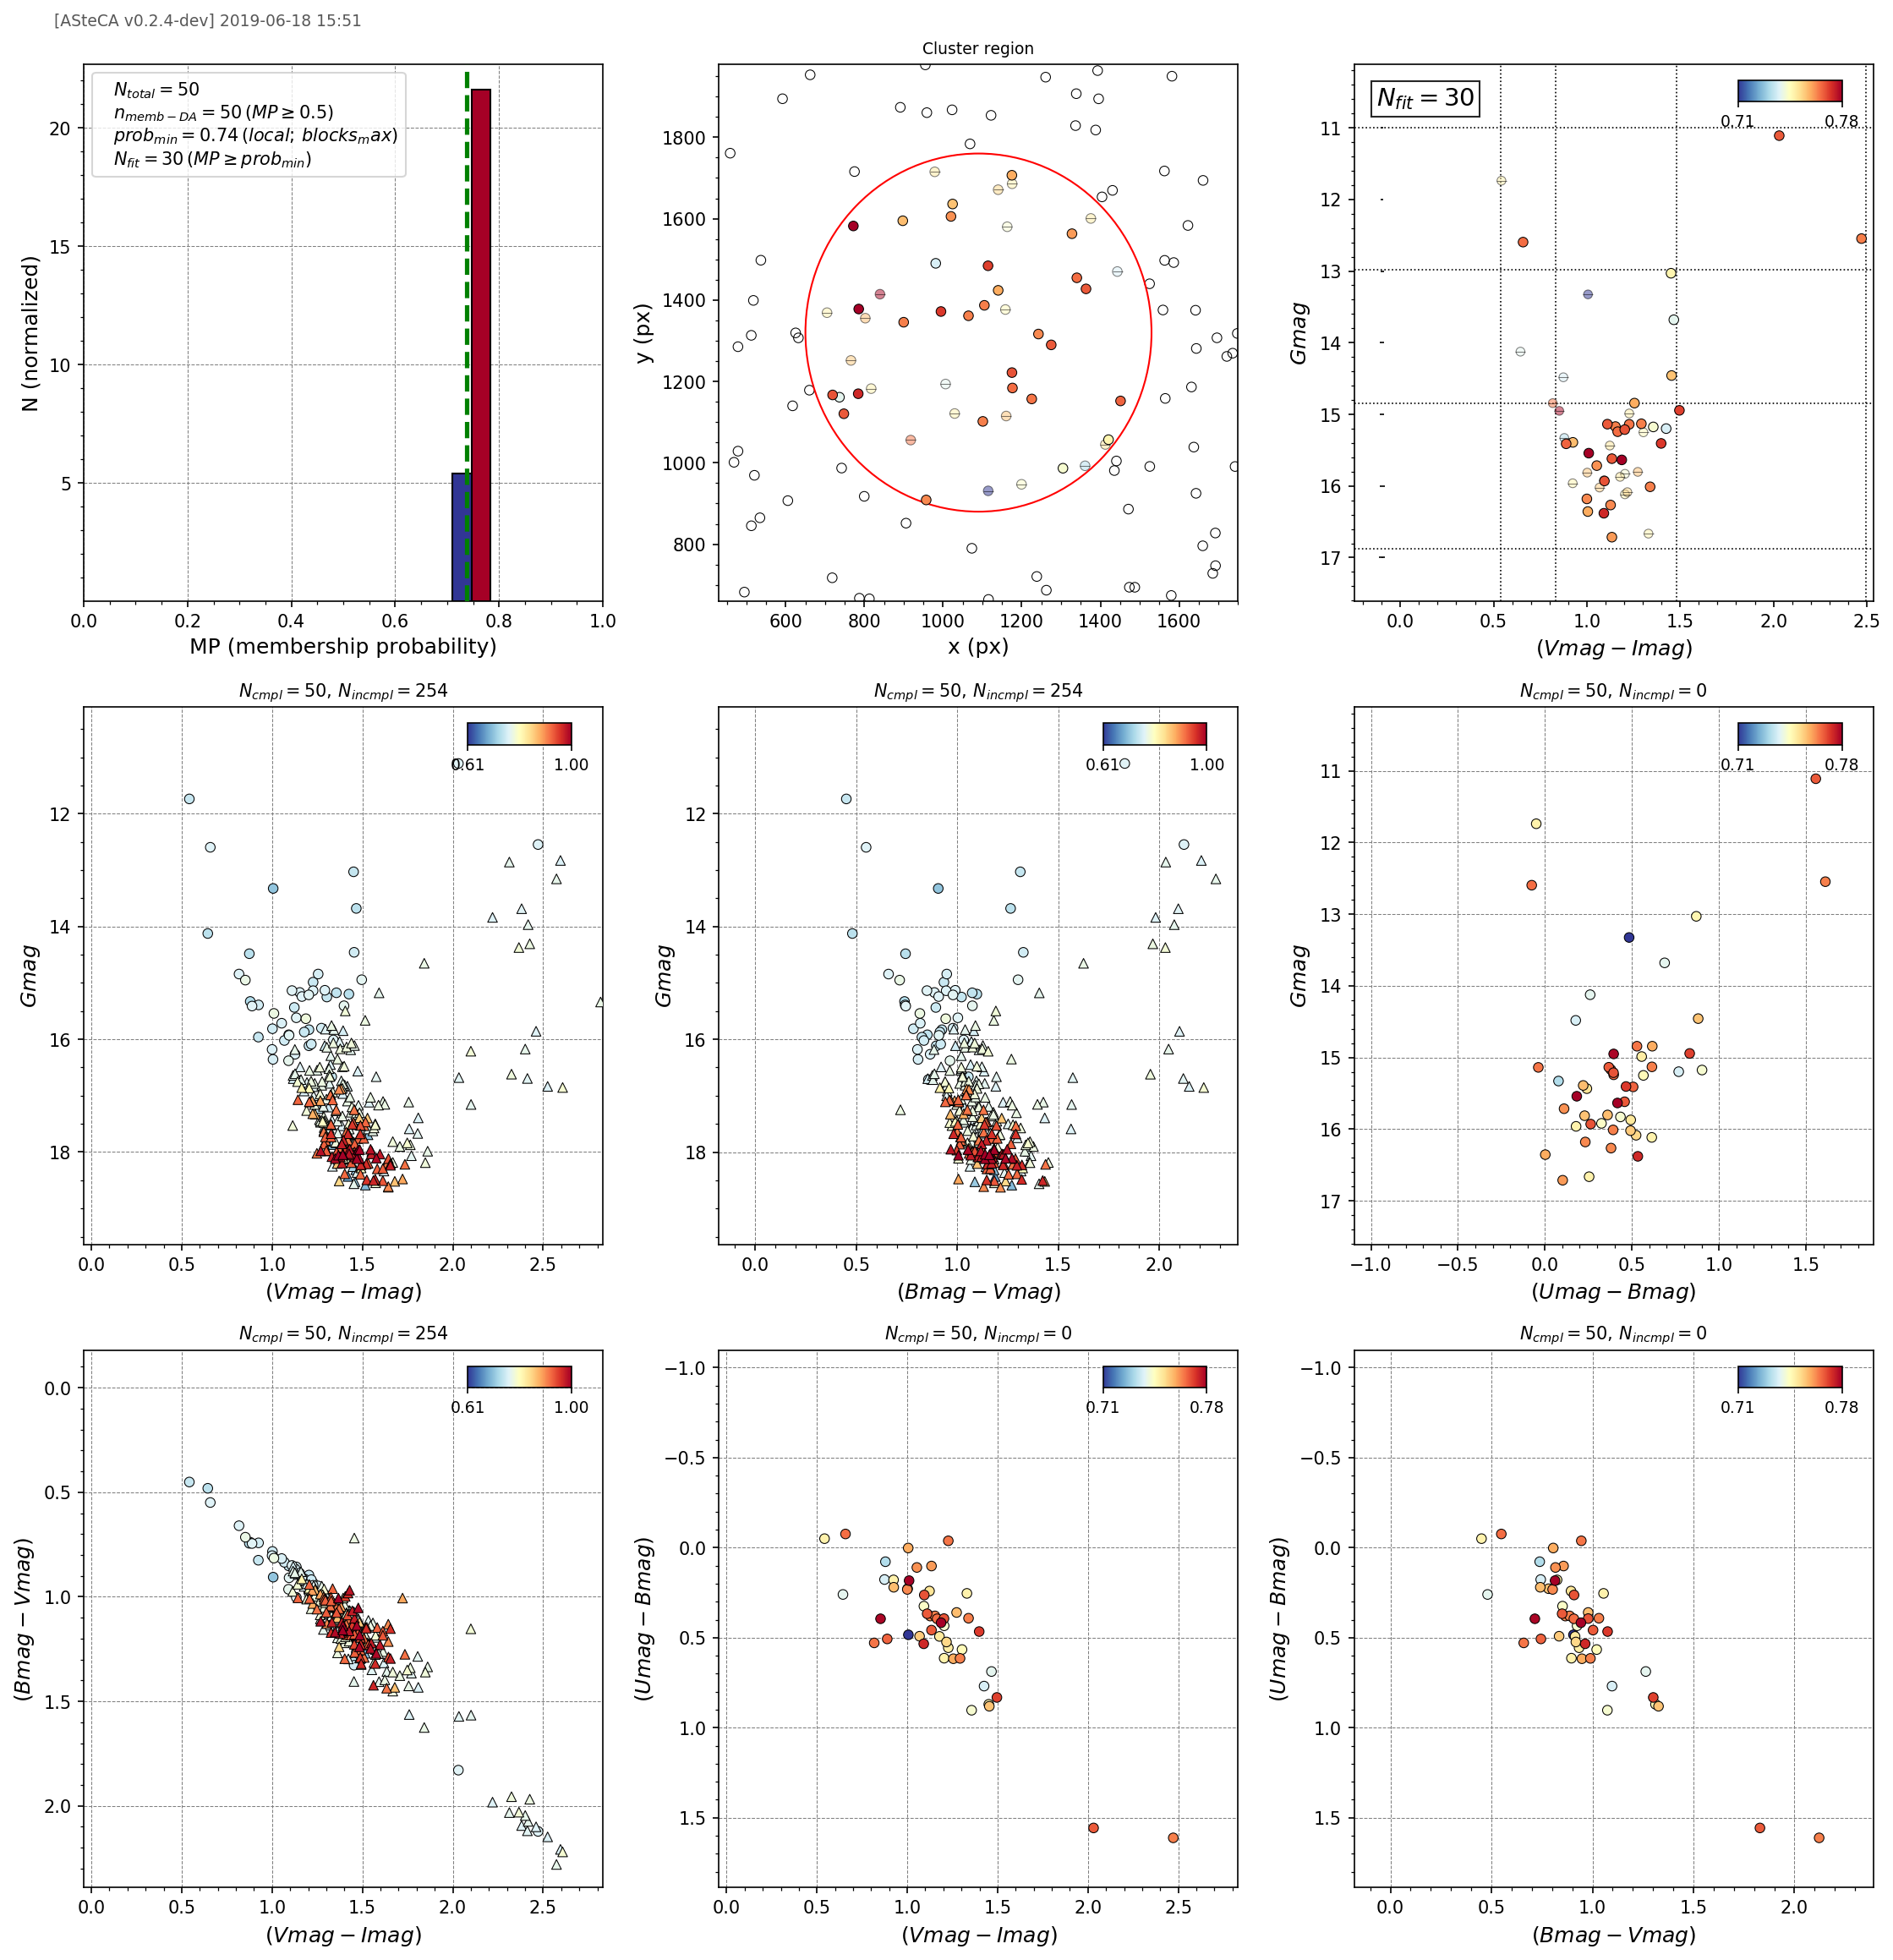 [ASteCA v0.2.4-dev] 2019-06-18 15:51
N_total = 50
n_memb−DA = 50 (MP ≥ 0.5)
prob_min = 0.74 (local; blocks_max)
N_fit = 30 (MP ≥ prob_min)
N (normalized)
5
10
15
20
0.0 0.2 0.4 0.6 0.8 1.0
MP (membership probability)
Cluster region
y (px)
1800
1600
1400
1200
1000
800
600 800 1000 1200 1400 1600
x (px)
N_fit = 30
0.71 0.78
Gmag
11
12
13
14
15
16
17
0.0 0.5 1.0 1.5 2.0 2.5
(Vmag − Imag)
N_cmpl = 50, N_incmpl = 254
0.61 1.00
Gmag
12
14
16
18
0.0 0.5 1.0 1.5 2.0 2.5
(Vmag − Imag)
N_cmpl = 50, N_incmpl = 254
0.61 1.00
Gmag
12
14
16
18
0.0 0.5 1.0 1.5 2.0
(Bmag − Vmag)
N_cmpl = 50, N_incmpl = 0
0.71 0.78
Gmag
11
12
13
14
15
16
17
−1.0 −0.5 0.0 0.5 1.0 1.5
(Umag − Bmag)
N_cmpl = 50, N_incmpl = 254
0.61 1.00
(Bmag − Vmag)
0.0
0.5
1.0
1.5
2.0
0.0 0.5 1.0 1.5 2.0 2.5
(Vmag − Imag)
N_cmpl = 50, N_incmpl = 0
0.71 0.78
(Umag − Bmag)
−1.0
−0.5
0.0
0.5
1.0
1.5
0.0 0.5 1.0 1.5 2.0 2.5
(Vmag − Imag)
N_cmpl = 50, N_incmpl = 0
0.71 0.78
(Umag − Bmag)
−1.0
−0.5
0.0
0.5
1.0
1.5
0.0 0.5 1.0 1.5 2.0
(Bmag − Vmag)